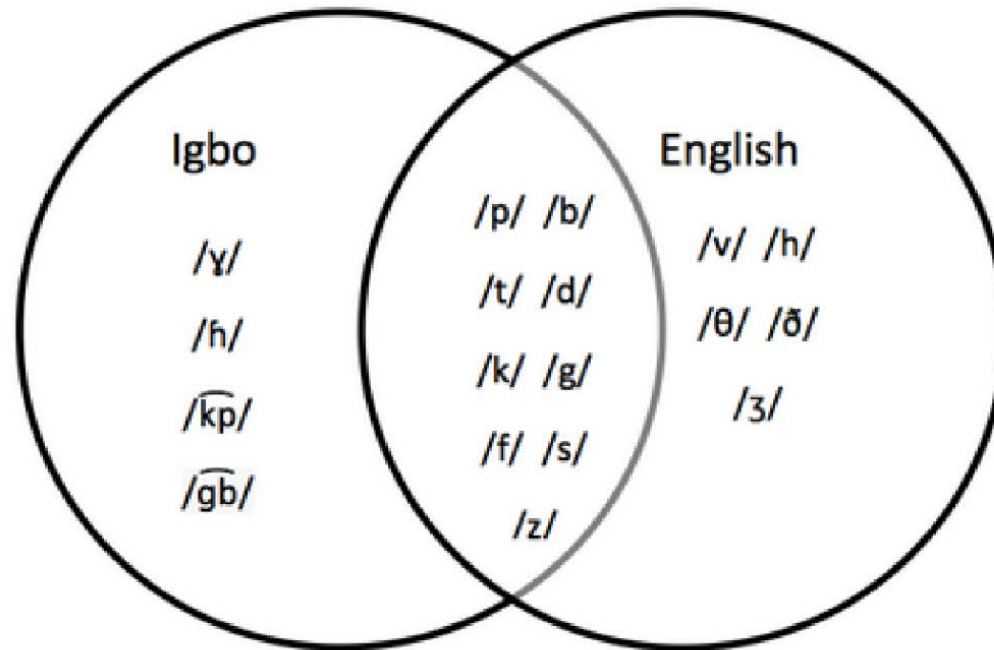 Igbo
/ɣ/
/ɦ/
/k͡p/
/g͡b/
/p/ /b/
/t/ /d/
/k/ /g/
/f/ /s/
/z/
English
/v/ /h/
/θ/ /ð/
/ʒ/